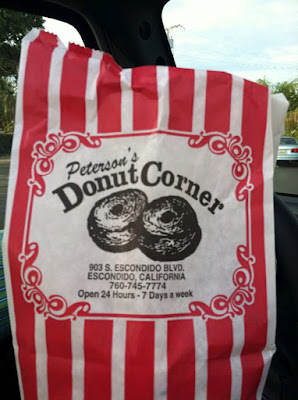 Peterson's
Donut Corner
903 S. ESCONDIDO BLVD.
ESCONDIDO, CALIFORNIA
760-745-7774
Open 24 Hours - 7 Days a week